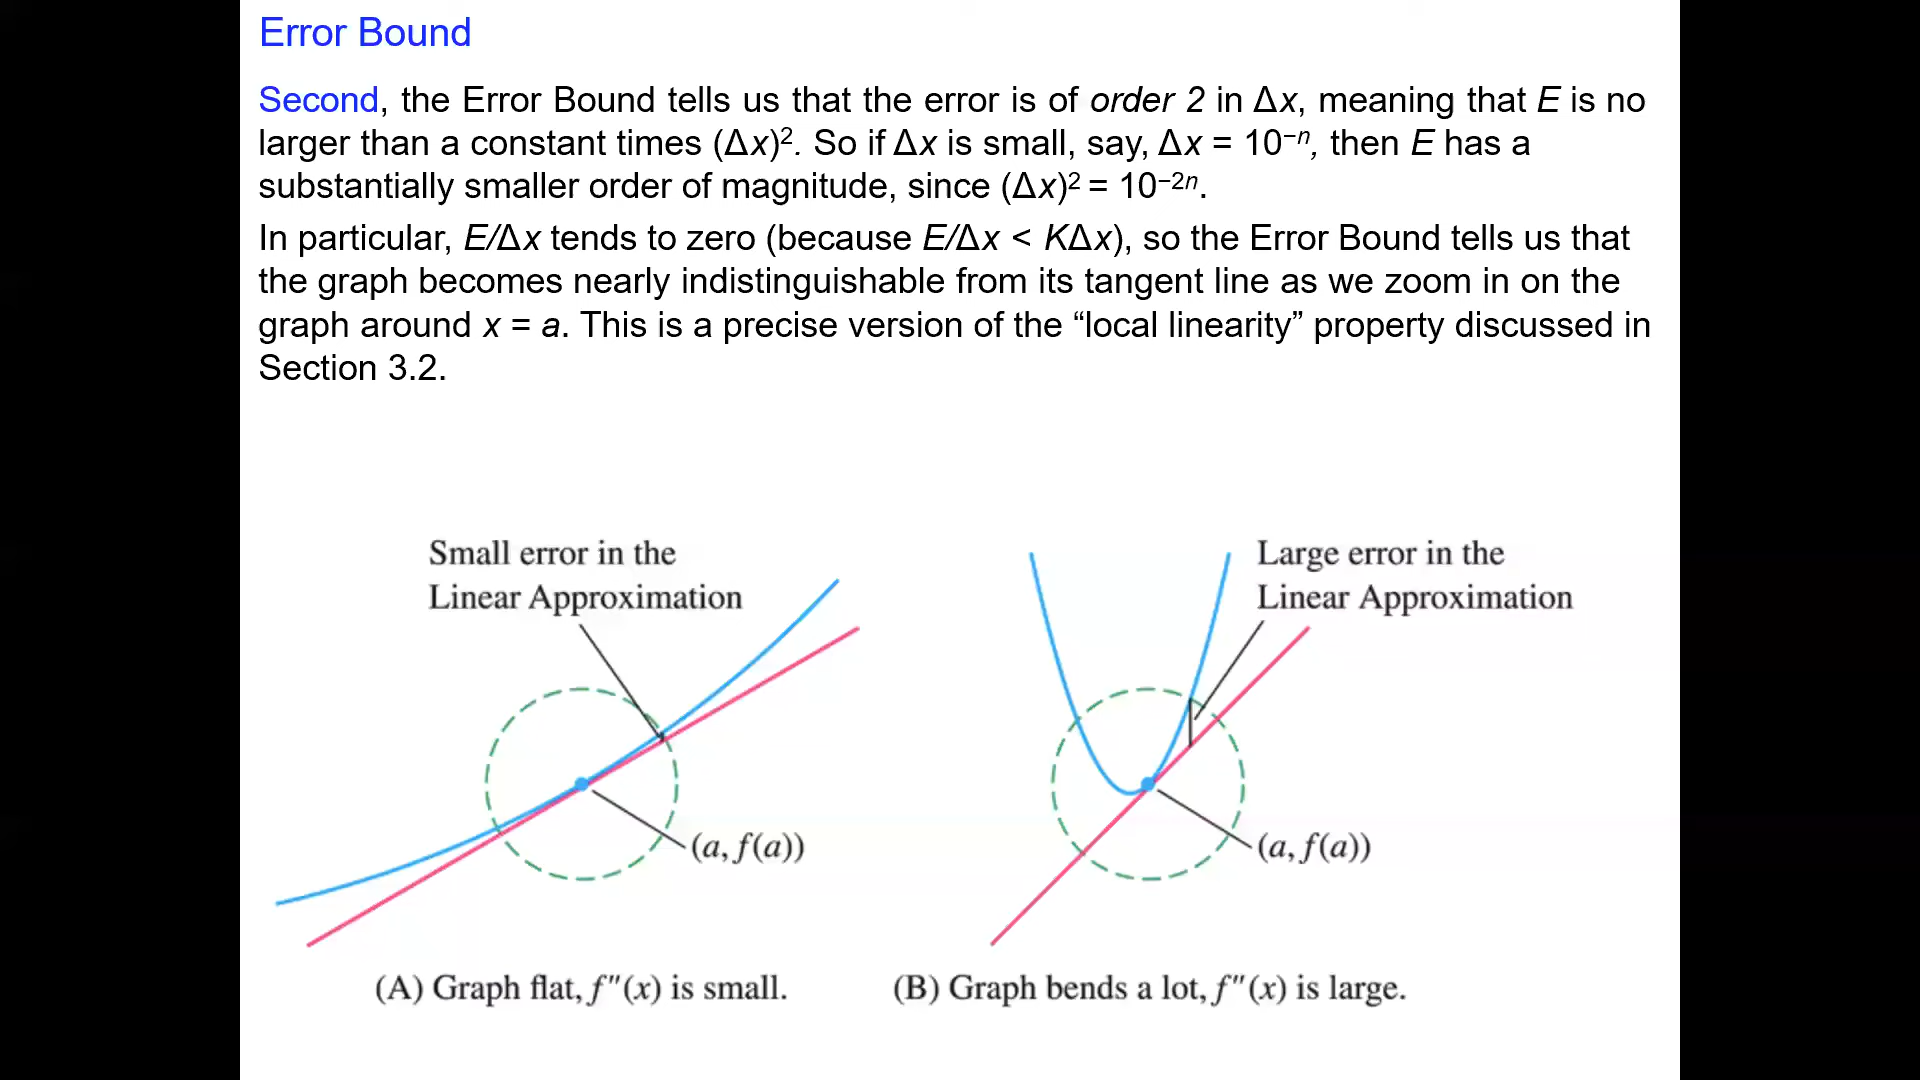 Error Bound
Second, the Error Bound tells us that the error is of order 2 in Δx, meaning that E is no
larger than a constant times (Δx)². So if Δx is small, say, Δx = 10⁻ⁿ, then E has a
substantially smaller order of magnitude, since (Δx)² = 10⁻²ⁿ.
In particular, E/Δx tends to zero (because E/Δx < KΔx), so the Error Bound tells us that
the graph becomes nearly indistinguishable from its tangent line as we zoom in on the
graph around x = a. This is a precise version of the “local linearity” property discussed in
Section 3.2.
Small error in the
Linear Approximation
(a, f(a))
(A) Graph flat, f″(x) is small.
Large error in the
Linear Approximation
(a, f(a))
(B) Graph bends a lot, f″(x) is large.